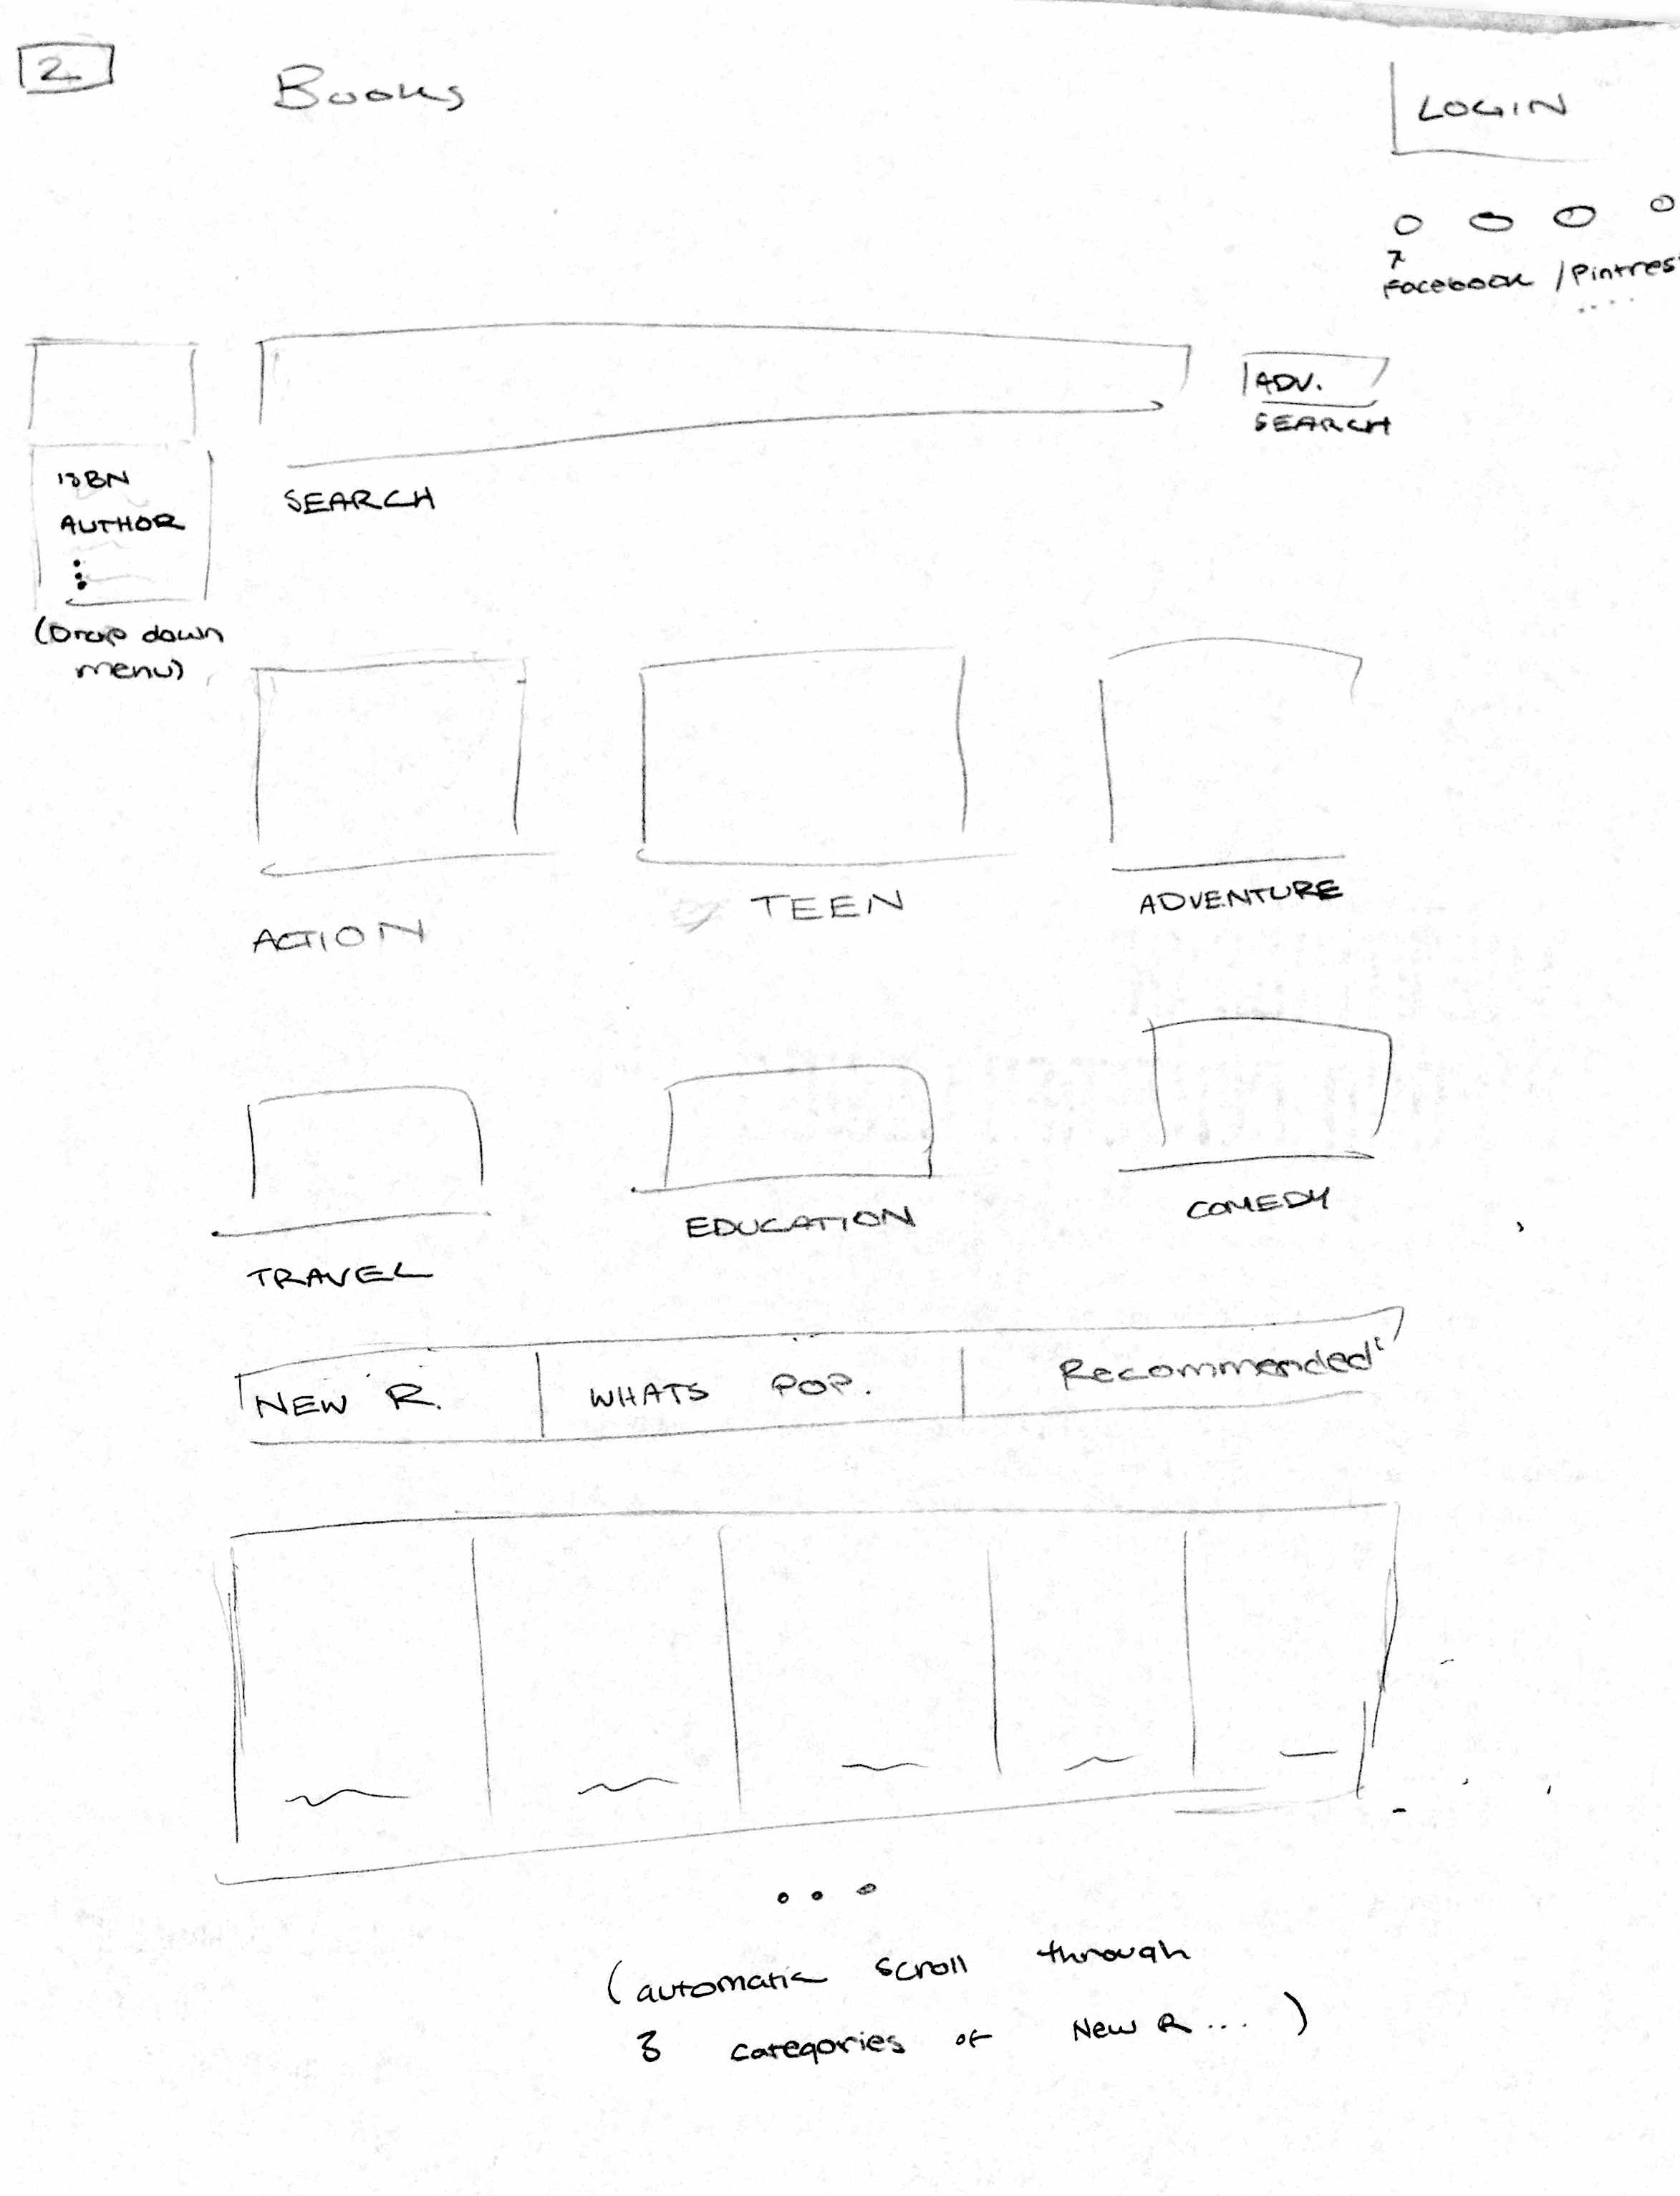 2
Books
LOGIN
Facebook / Pintres
ADV.
SEARCH
ISBN
AUTHOR
SEARCH
(Drop down
menu)
ACTION
TEEN
ADVENTURE
TRAVEL
EDUCATION
COMEDY
NEW R.
WHATS POP.
Recommended
(automatic scroll through
3 categories of New R... )